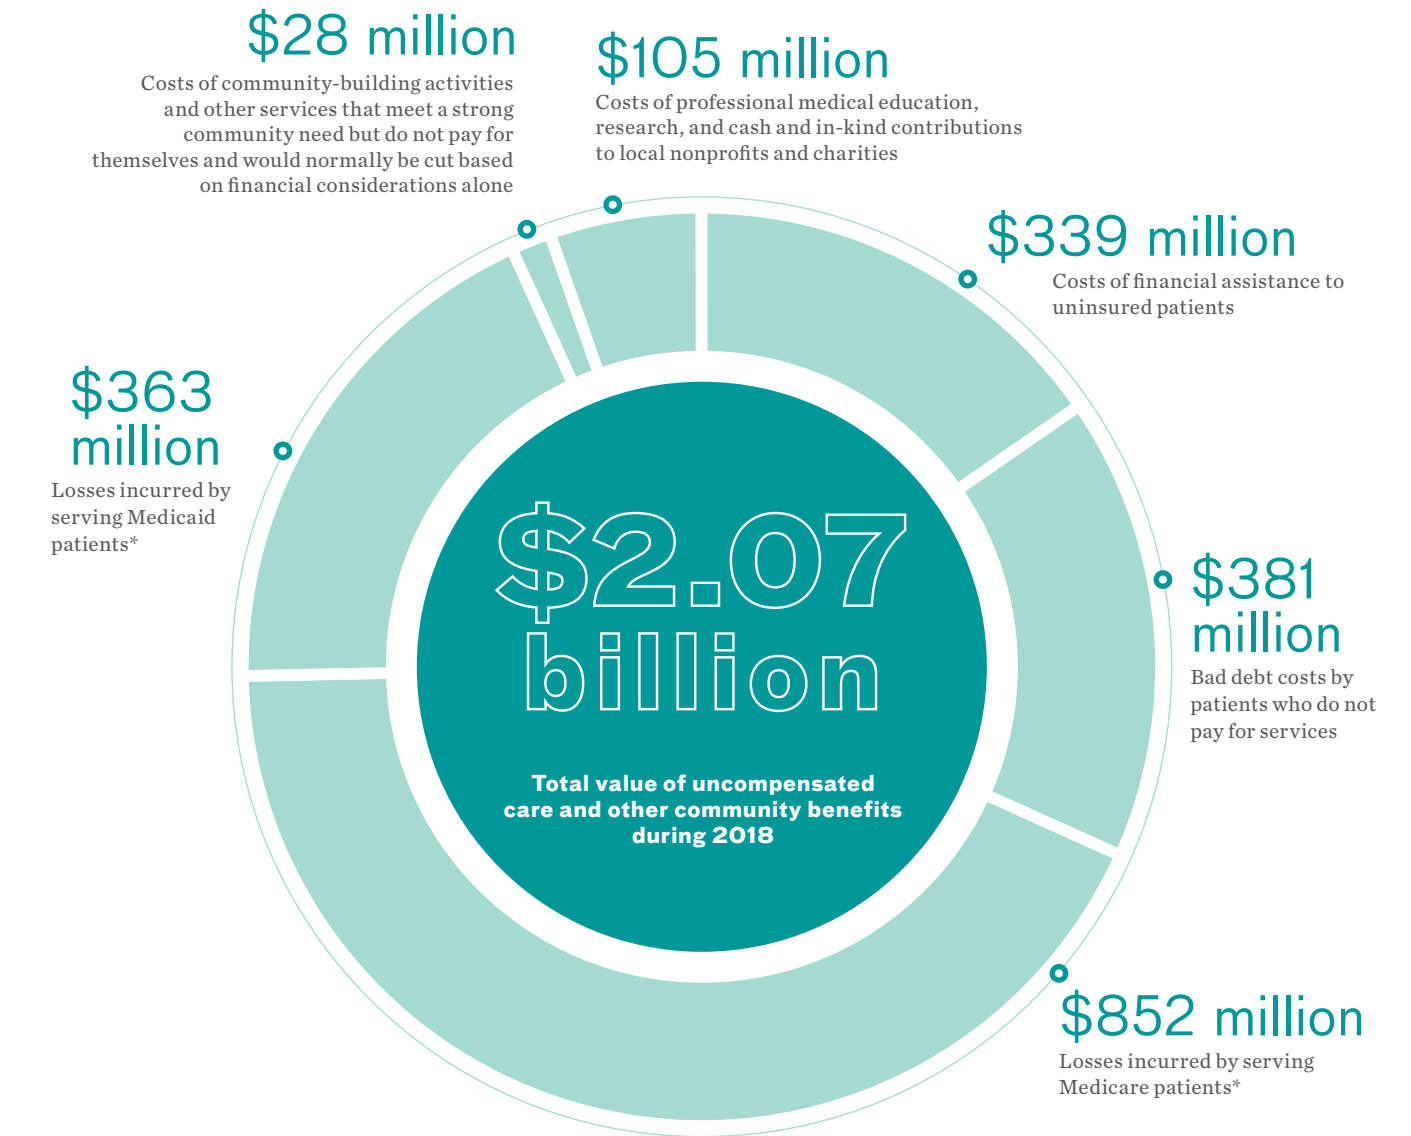 $28 million
Costs of community-building activities
and other services that meet a strong
community need but do not pay for
themselves and would normally be cut based
on financial considerations alone
$105 million
Costs of professional medical education,
research, and cash and in-kind contributions
to local nonprofits and charities
$339 million
Costs of financial assistance to
uninsured patients
$363
million
Losses incurred by
serving Medicaid
patients*
$2.07
billion
Total value of uncompensated
care and other community benefits
during 2018
$381
million
Bad debt costs by
patients who do not
pay for services
$852 million
Losses incurred by serving
Medicare patients*